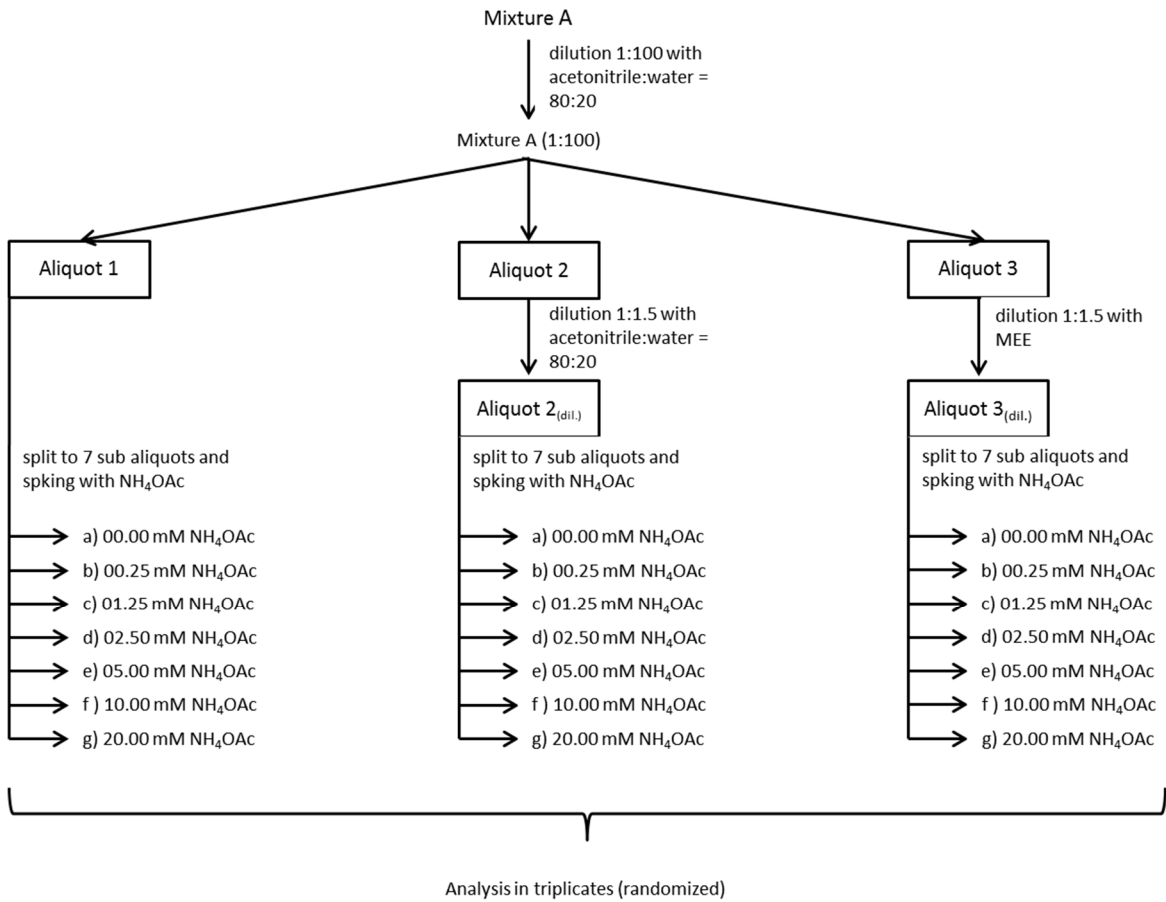 Mixture A
dilution 1:100 with
acetonitrile:water =
80:20
Mixture A (1:100)
Aliquot 1
Aliquot 2
Aliquot 3
dilution 1:1.5 with
acetonitrile:water =
80:20
dilution 1:1.5 with
MEE
Aliquot 2(dil.)
Aliquot 3(dil.)
split to 7 sub aliquots and
spking with NH₄OAc
a) 00.00 mM NH₄OAc
b) 00.25 mM NH₄OAc
c) 01.25 mM NH₄OAc
d) 02.50 mM NH₄OAc
e) 05.00 mM NH₄OAc
f ) 10.00 mM NH₄OAc
g) 20.00 mM NH₄OAc
split to 7 sub aliquots and
spking with NH₄OAc
a) 00.00 mM NH₄OAc
b) 00.25 mM NH₄OAc
c) 01.25 mM NH₄OAc
d) 02.50 mM NH₄OAc
e) 05.00 mM NH₄OAc
f ) 10.00 mM NH₄OAc
g) 20.00 mM NH₄OAc
split to 7 sub aliquots and
spking with NH₄OAc
a) 00.00 mM NH₄OAc
b) 00.25 mM NH₄OAc
c) 01.25 mM NH₄OAc
d) 02.50 mM NH₄OAc
e) 05.00 mM NH₄OAc
f ) 10.00 mM NH₄OAc
g) 20.00 mM NH₄OAc
Analysis in triplicates (randomized)